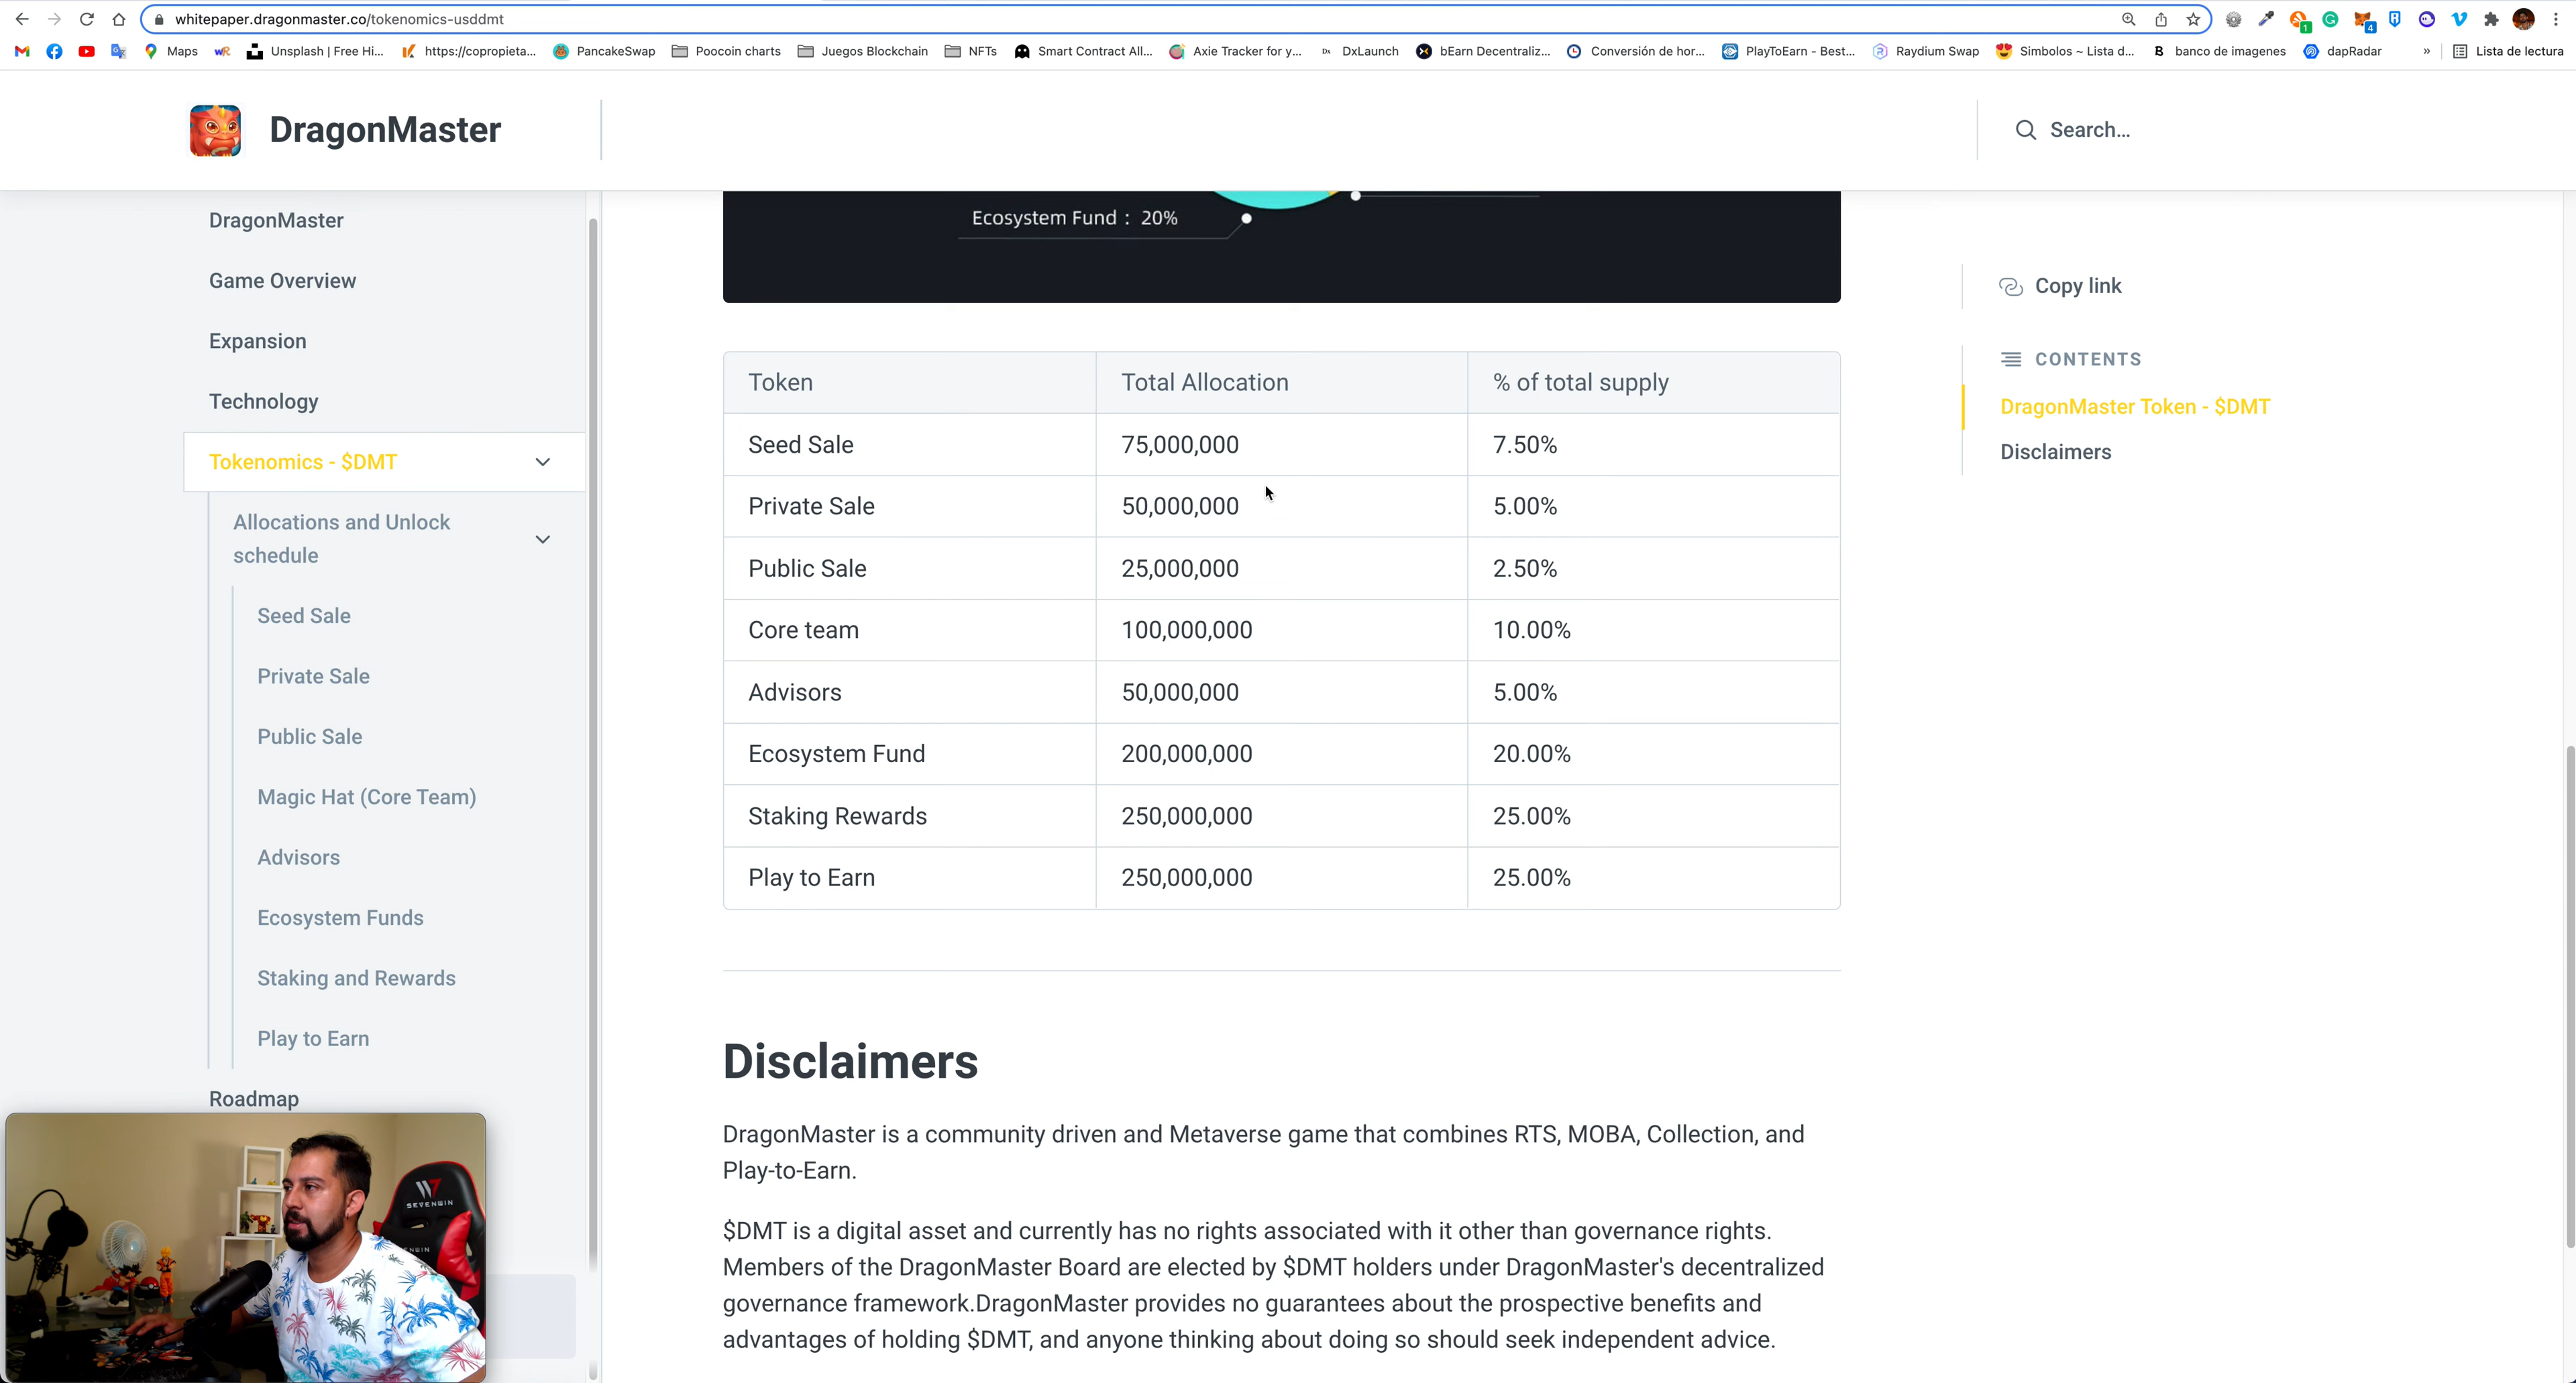 whitepaper.dragonmaster.co/tokenomics-usddmt
1
4
Maps
wR
Unsplash | Free Hi...
https://copropieta...
PancakeSwap
Poocoin charts
Juegos Blockchain
NFTs
Smart Contract All...
Axie Tracker for y...
Dx
DxLaunch
bEarn Decentraliz...
Conversión de hor...
PlayToEarn - Best...
Raydium Swap
Simbolos ~ Lista d...
B
banco de imagenes
dapRadar
»
Lista de lectura
DragonMaster
Search...
DragonMaster
Game Overview
Expansion
Technology
Tokenomics - $DMT
Allocations and Unlock
schedule
Seed Sale
Private Sale
Public Sale
Magic Hat (Core Team)
Advisors
Ecosystem Funds
Staking and Rewards
Play to Earn
Roadmap
SEVENWIN
Ecosystem Fund : 20%
Token Total Allocation % of total supply
Seed Sale 75,000,000 7.50%
Private Sale 50,000,000 5.00%
Public Sale 25,000,000 2.50%
Core team 100,000,000 10.00%
Advisors 50,000,000 5.00%
Ecosystem Fund 200,000,000 20.00%
Staking Rewards 250,000,000 25.00%
Play to Earn 250,000,000 25.00%
Disclaimers
DragonMaster is a community driven and Metaverse game that combines RTS, MOBA, Collection, and
Play-to-Earn.
$DMT is a digital asset and currently has no rights associated with it other than governance rights.
Members of the DragonMaster Board are elected by $DMT holders under DragonMaster's decentralized
governance framework.DragonMaster provides no guarantees about the prospective benefits and
advantages of holding $DMT, and anyone thinking about doing so should seek independent advice.
Copy link
CONTENTS
DragonMaster Token - $DMT
Disclaimers